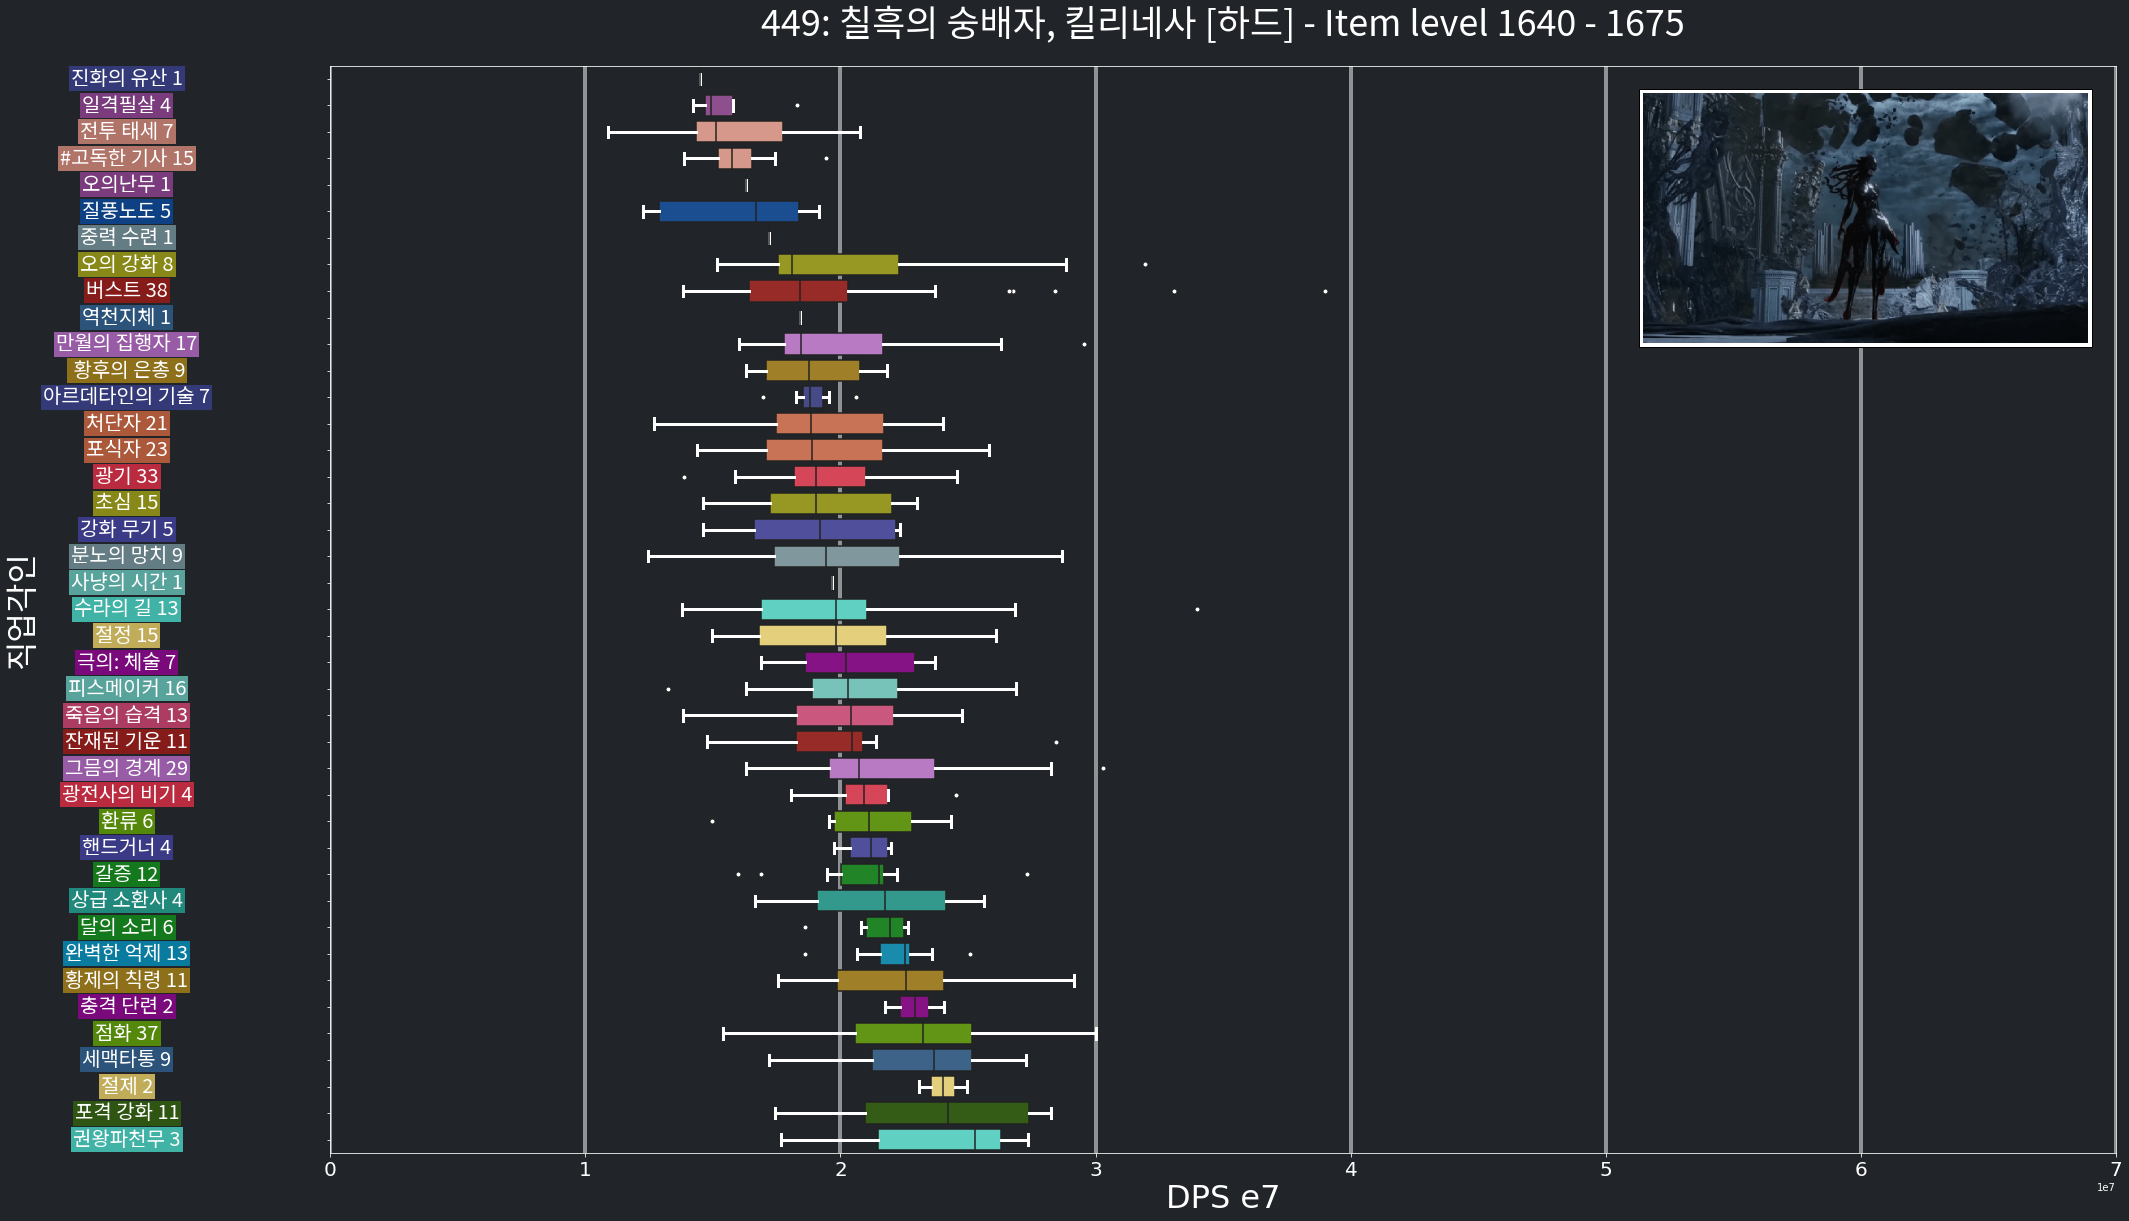 449: 칠흑의 숭배자, 킬리네사 [하드] - Item level 1640 - 1675
직업각인
진화의 유산 1
일격필살 4
전투 태세 7
#고독한 기사 15
오의난무 1
질풍노도 5
중력 수련 1
오의 강화 8
버스트 38
역천지체 1
만월의 집행자 17
황후의 은총 9
아르데타인의 기술 7
처단자 21
포식자 23
광기 33
초심 15
강화 무기 5
분노의 망치 9
사냥의 시간 1
수라의 길 13
절정 15
극의: 체술 7
피스메이커 16
죽음의 습격 13
잔재된 기운 11
그믐의 경계 29
광전사의 비기 4
환류 6
핸드거너 4
갈증 12
상급 소환사 4
달의 소리 6
완벽한 억제 13
황제의 칙령 11
충격 단련 2
점화 37
세맥타통 9
절제 2
포격 강화 11
권왕파천무 3
0 1 2 3 4 5 6 7
1e7
DPS e7